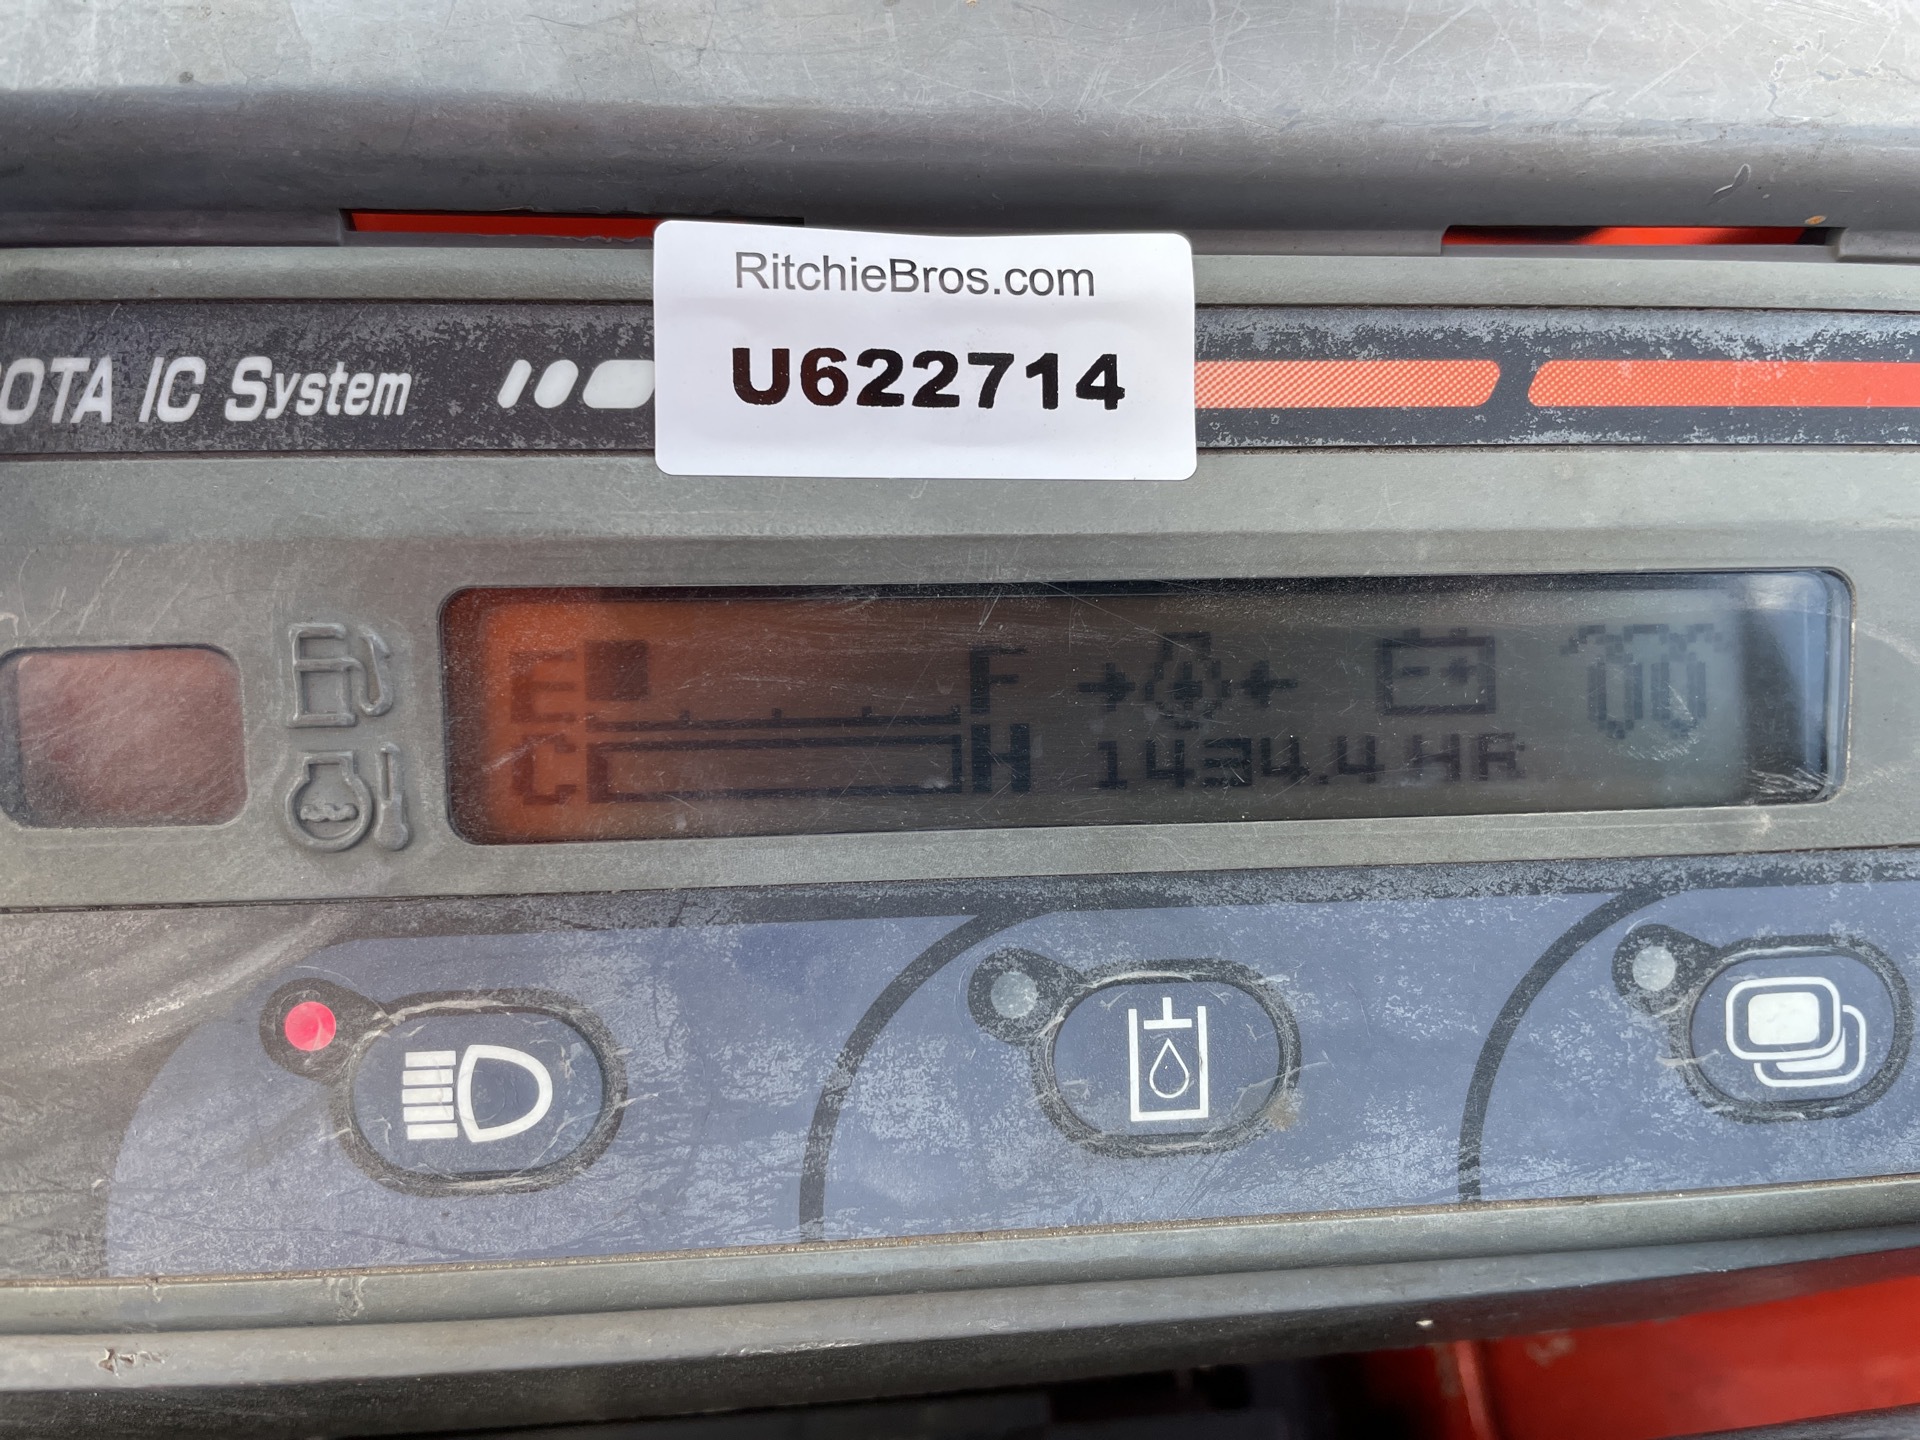 RitchieBros.com
U622714
OTA IC System
E F
C H 1434.4 HR